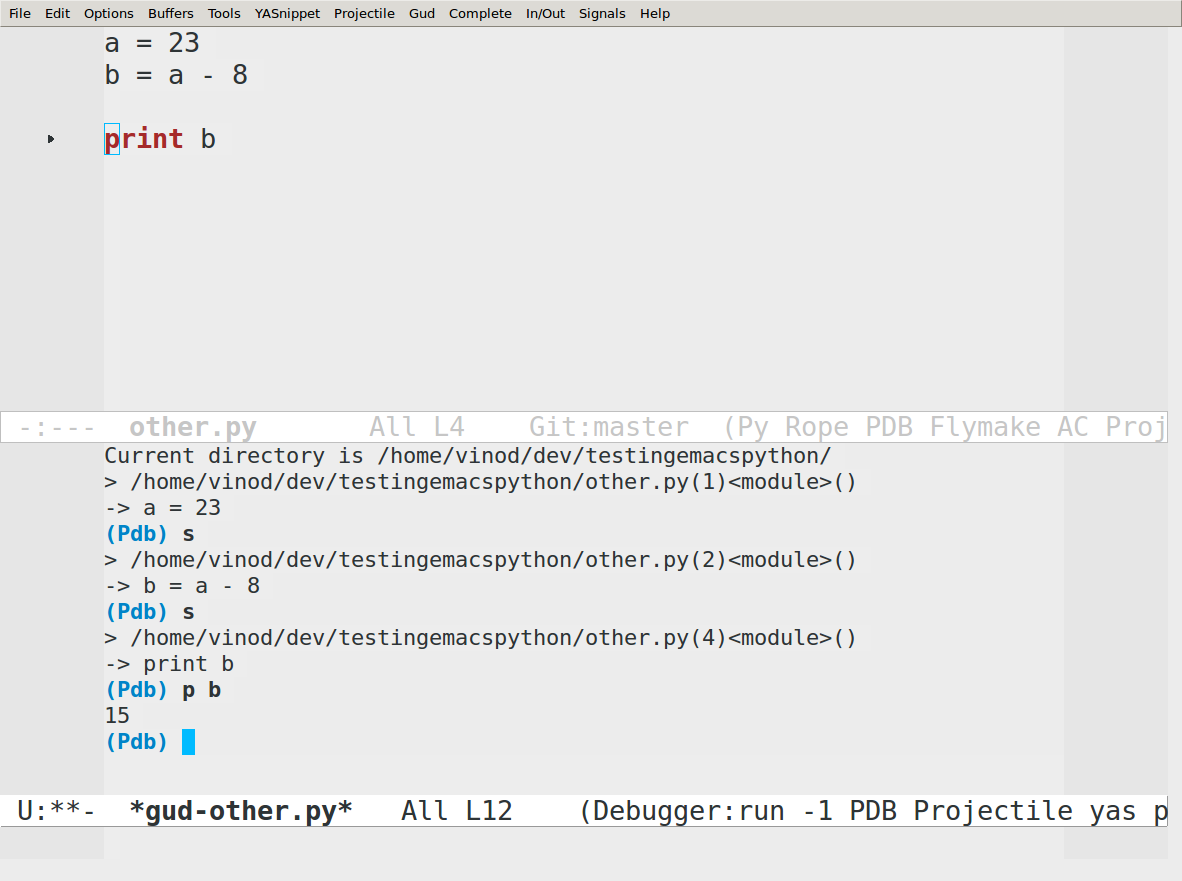 File Edit Options Buffers Tools YASnippet Projectile Gud Complete In/Out Signals Help
a = 23
b = a - 8
print b
-:--- other.py All L4 Git:master (Py Rope PDB Flymake AC Proj
Current directory is /home/vinod/dev/testingemacspython/
> /home/vinod/dev/testingemacspython/other.py(1)<module>()
-> a = 23
(Pdb) s
> /home/vinod/dev/testingemacspython/other.py(2)<module>()
-> b = a - 8
(Pdb) s
> /home/vinod/dev/testingemacspython/other.py(4)<module>()
-> print b
(Pdb) p b
15
(Pdb)
U:**- *gud-other.py* All L12 (Debugger:run -1 PDB Projectile yas p